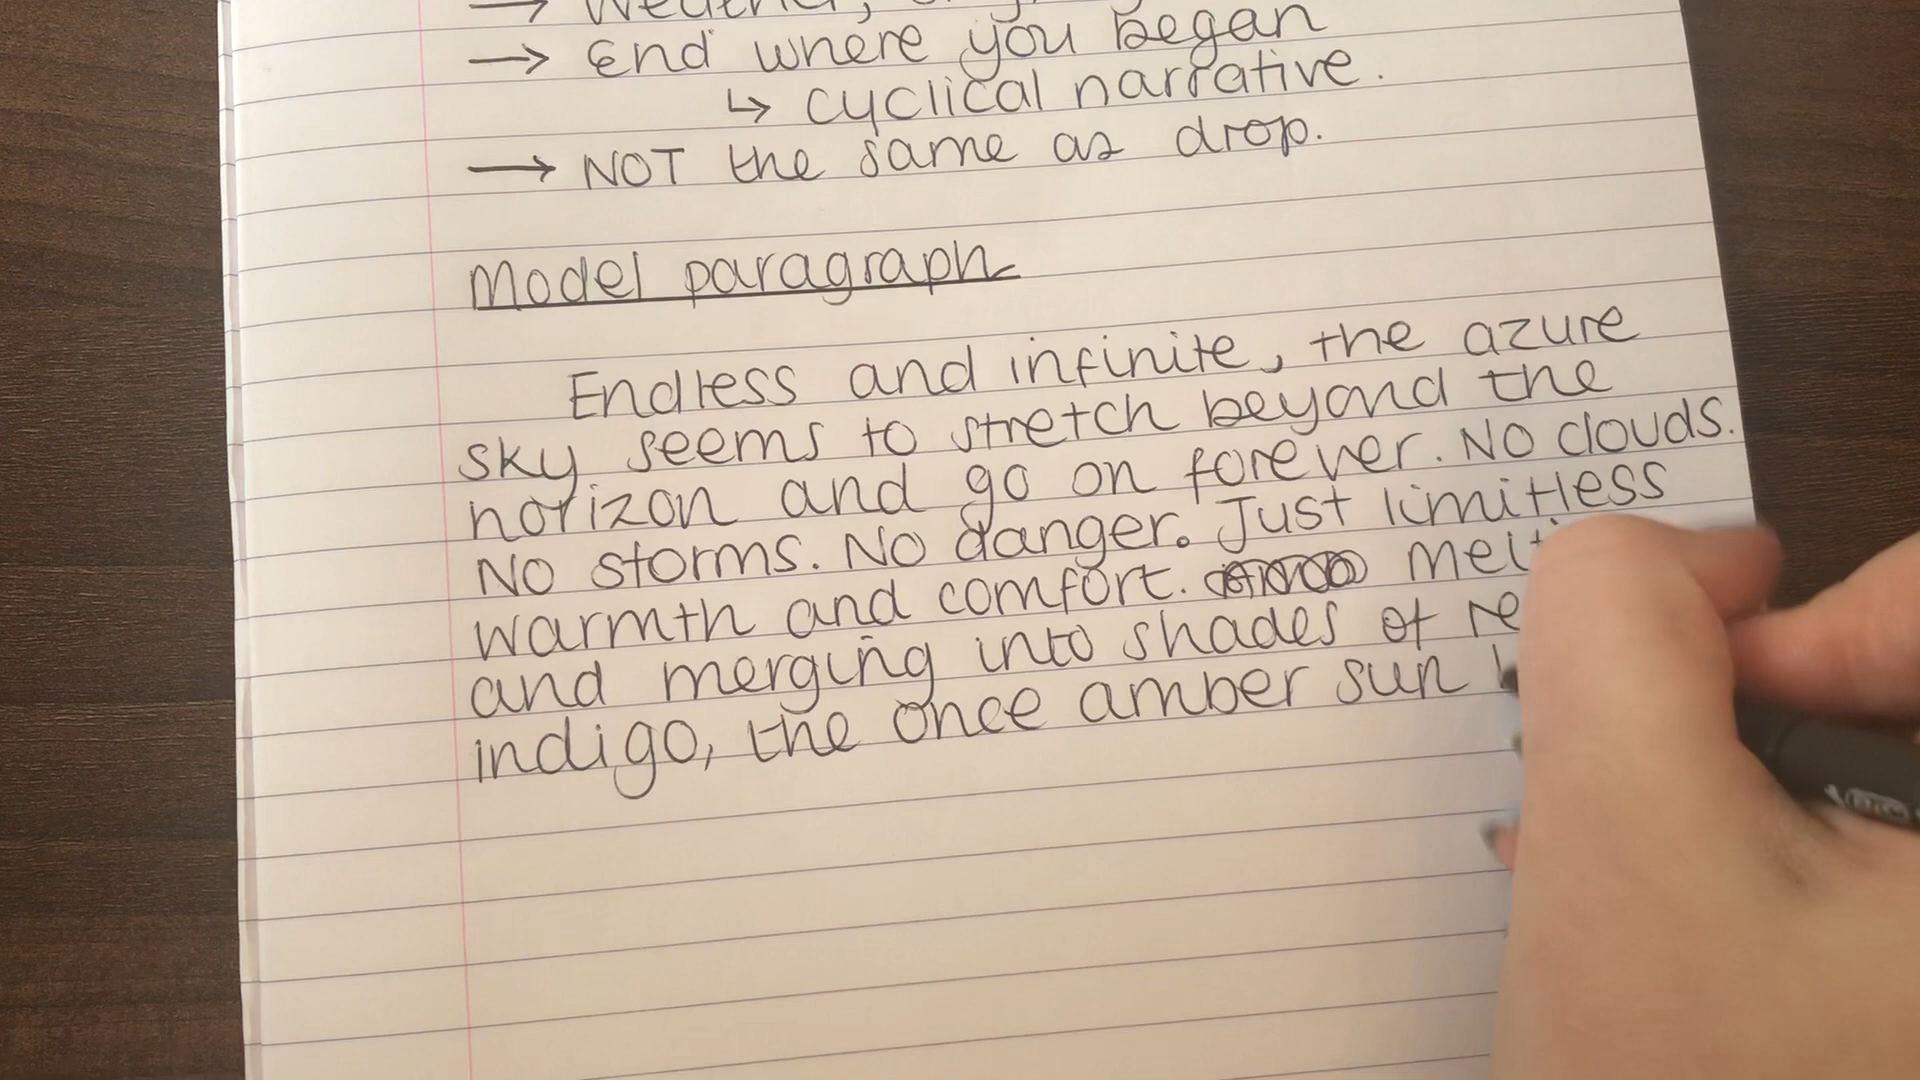 → Weather,
→ End where you began
↳ cyclical narrative.
→ NOT the same as drop.
Model paragraph
Endless and infinite, the azure
sky seems to stretch beyond the
horizon and go on forever. No clouds.
No storms. No danger. Just limitless
warmth and comfort.
and merging into shades of
indigo, the once amber sun